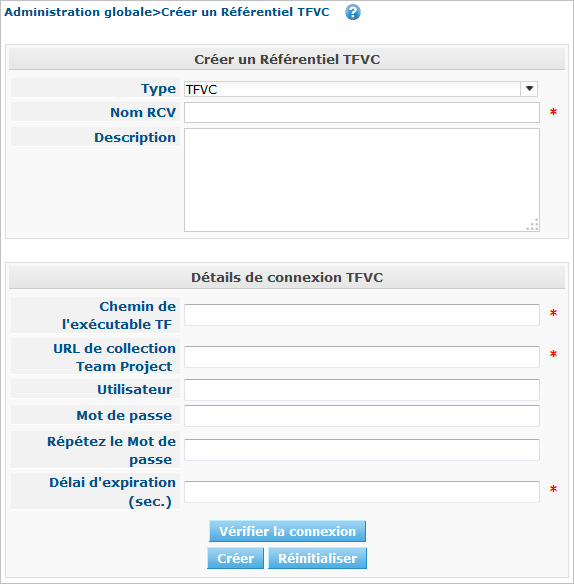 Administration globale>Créer un Référentiel TFVC ?
Créer un Référentiel TFVC
Type TFVC
Nom RCV *
Description
Détails de connexion TFVC
Chemin de
l'exécutable TF *
URL de collection
Team Project *
Utilisateur
Mot de passe
Répétez le Mot de
passe
Délai d'expiration
(sec.) *
Vérifier la connexion
Créer Réinitialiser